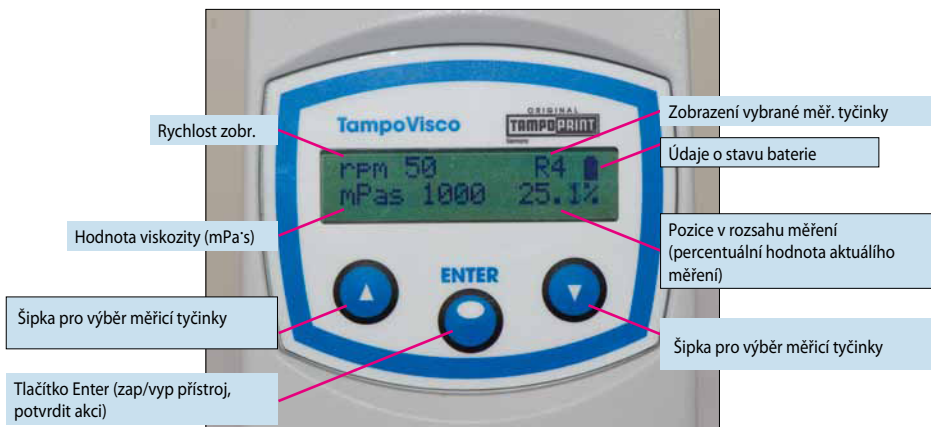 ORIGINAL
TampoVisco
TAMPOPRINT
Germany
Rychlost zobr.
Zobrazení vybrané měř. tyčinky
Údaje o stavu baterie
rpm 50 R4
mPas 1000 25.1%
Hodnota viskozity (mPa·s)
Pozice v rozsahu měření
(percentuální hodnota aktuálího
měření)
ENTER
Šipka pro výběr měřicí tyčinky
Šipka pro výběr měřicí tyčinky
Tlačítko Enter (zap/vyp přístroj,
potvrdit akci)